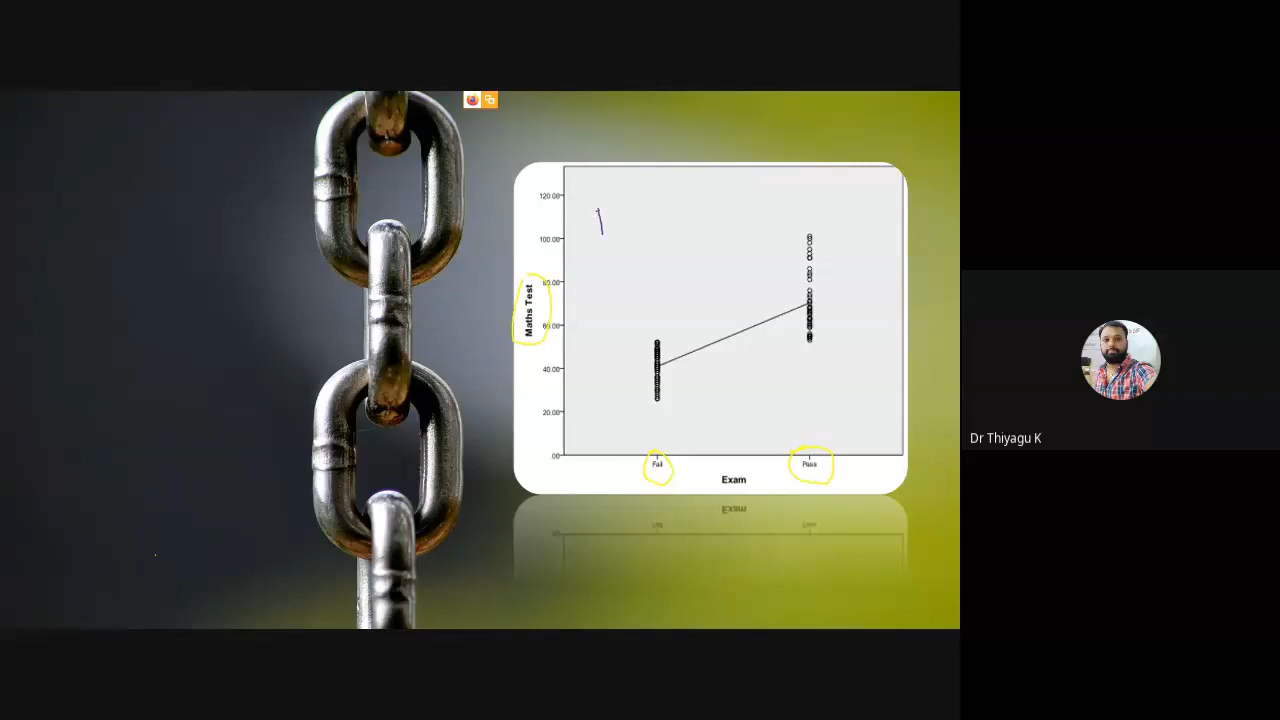 120.00
100.00
80.00
60.00
40.00
20.00
.00
Maths Test
Fail
Pass
Exam
Dr Thiyagu K